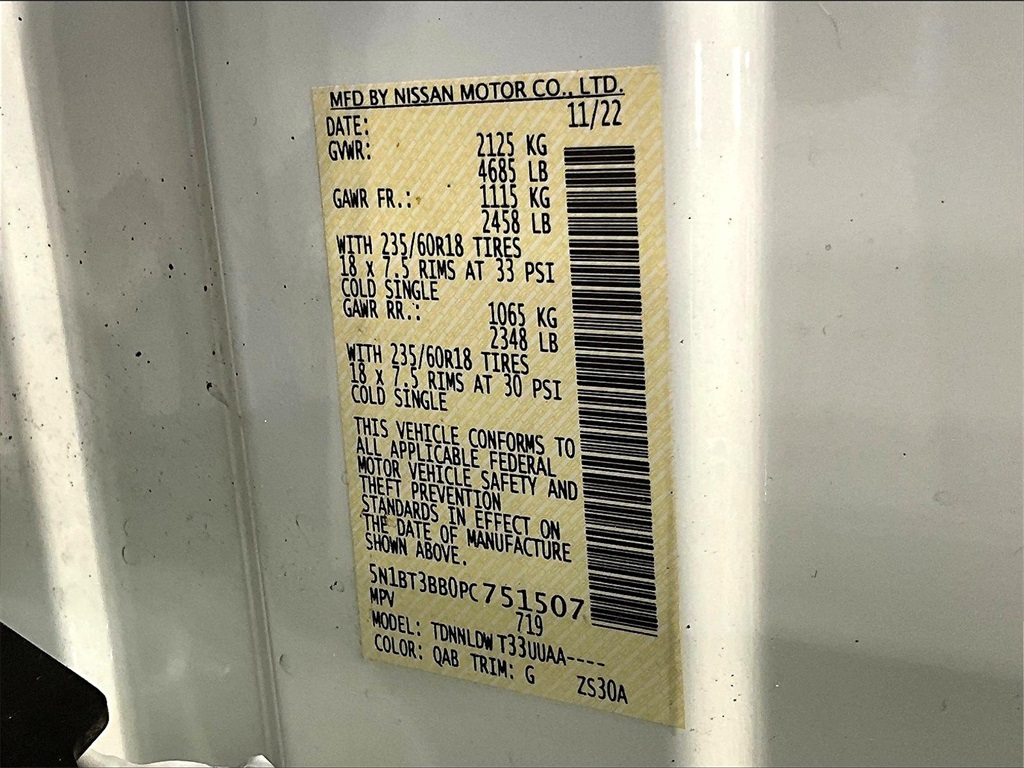 MFD BY NISSAN MOTOR CO., LTD.
DATE: 11/22
GVWR: 2125 KG
4685 LB
GAWR FR.: 1115 KG
2458 LB
WITH 235/60R18 TIRES
18 X 7.5 RIMS AT 33 PSI
COLD SINGLE
GAWR RR.: 1065 KG
2348 LB
WITH 235/60R18 TIRES
18 X 7.5 RIMS AT 30 PSI
COLD SINGLE
THIS VEHICLE CONFORMS TO
ALL APPLICABLE FEDERAL
MOTOR VEHICLE SAFETY AND
THEFT PREVENTION
STANDARDS IN EFFECT ON
THE DATE OF MANUFACTURE
SHOWN ABOVE.
5N1BT3BB0PC751507
MPV 719
MODEL: TDNNLDW T33UUAA----
COLOR: QAB TRIM: G ZS30A